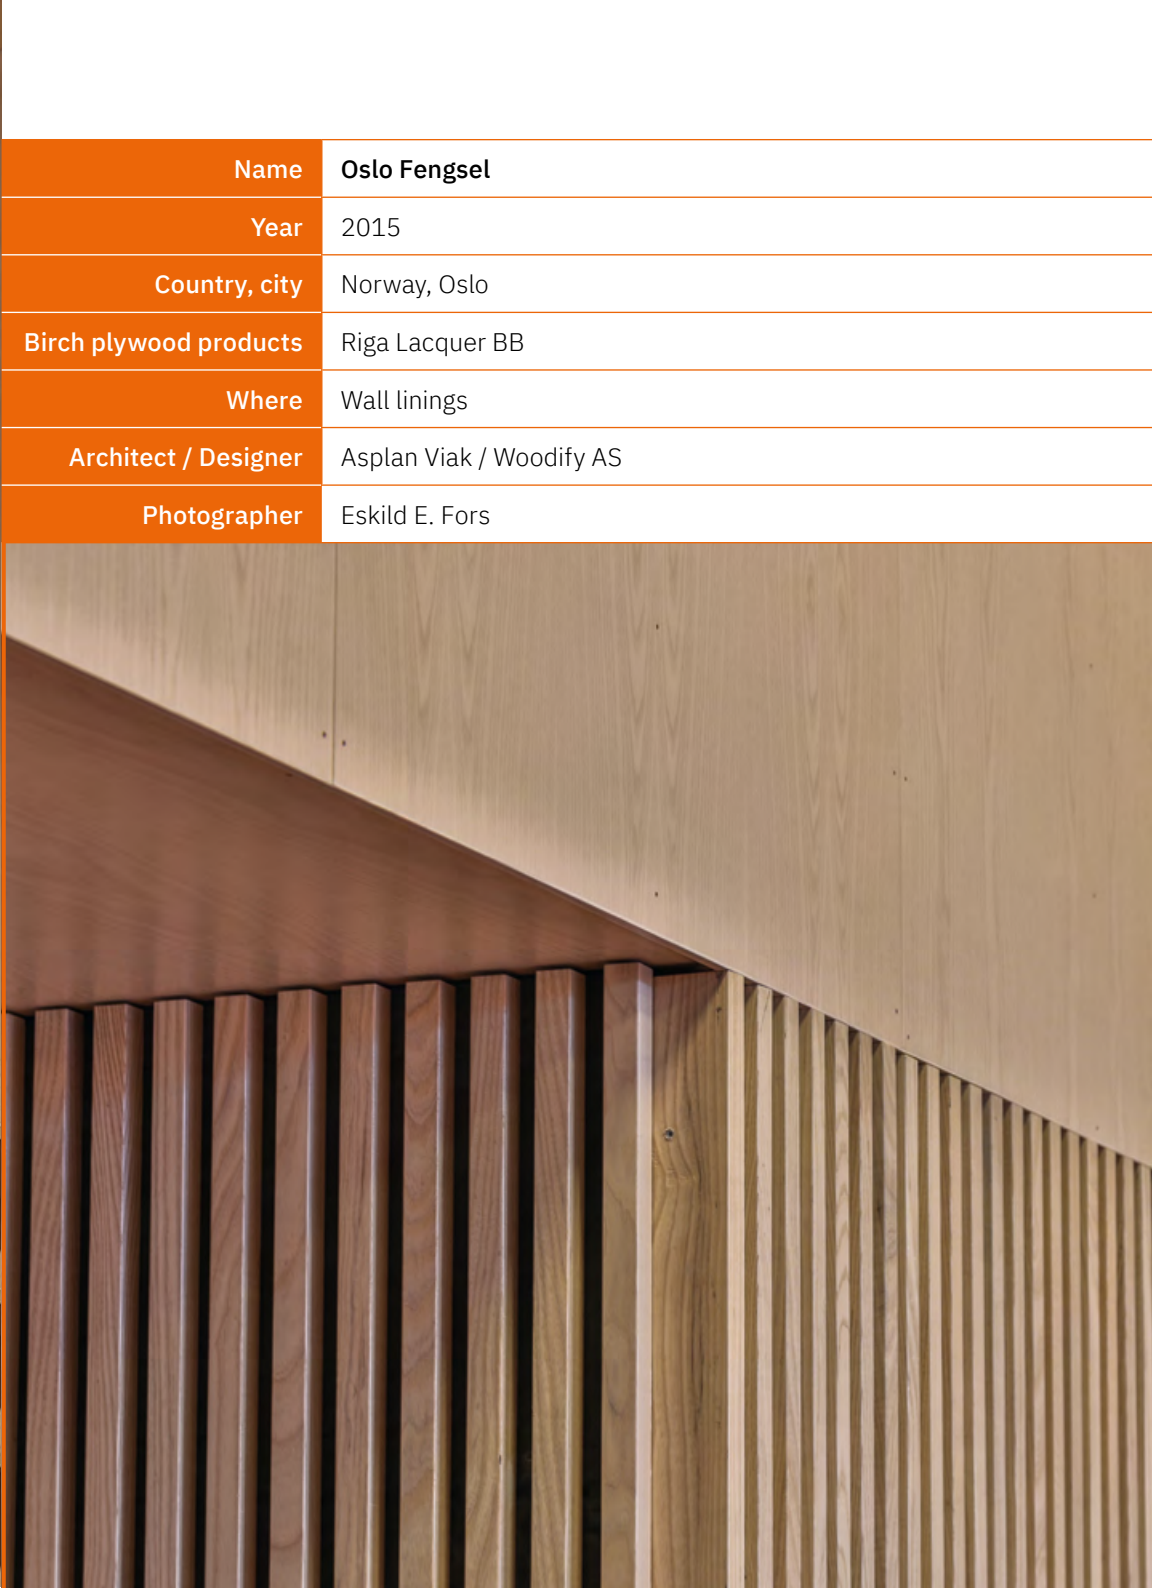 Name Oslo Fengsel
Year 2015
Country, city Norway, Oslo
Birch plywood products Riga Lacquer BB
Where Wall linings
Architect / Designer Asplan Viak / Woodify AS
Photographer Eskild E. Fors